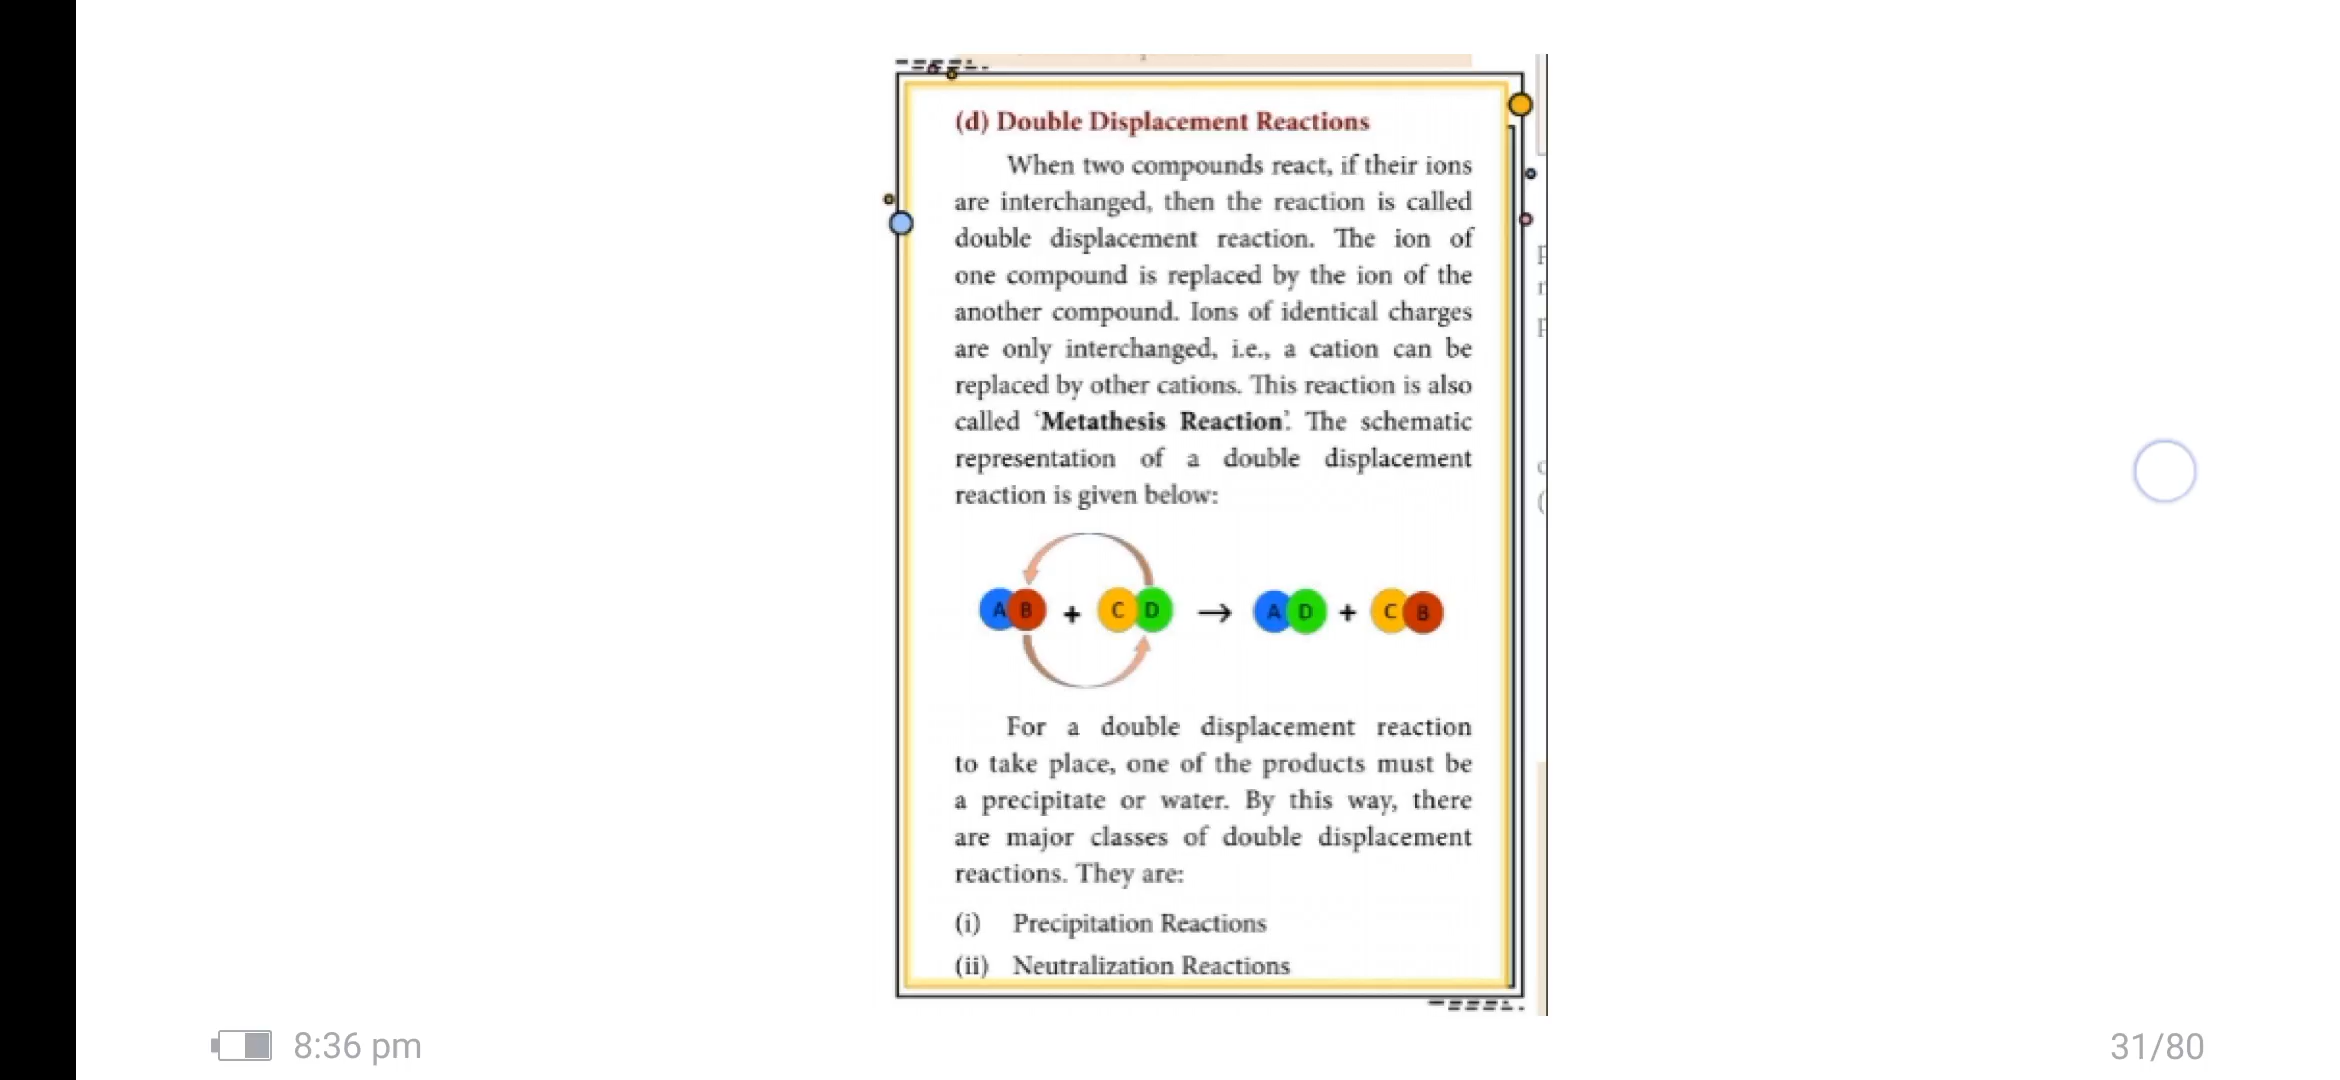 (d) Double Displacement Reactions
When two compounds react, if their ions
are interchanged, then the reaction is called
double displacement reaction. The ion of
one compound is replaced by the ion of the
another compound. Ions of identical charges
are only interchanged, i.e., a cation can be
replaced by other cations. This reaction is also
called ‘Metathesis Reaction’. The schematic
representation of a double displacement
reaction is given below:
A B + C D → A D + C B
For a double displacement reaction
to take place, one of the products must be
a precipitate or water. By this way, there
are major classes of double displacement
reactions. They are:
(i) Precipitation Reactions
(ii) Neutralization Reactions
8:36 pm
31/80